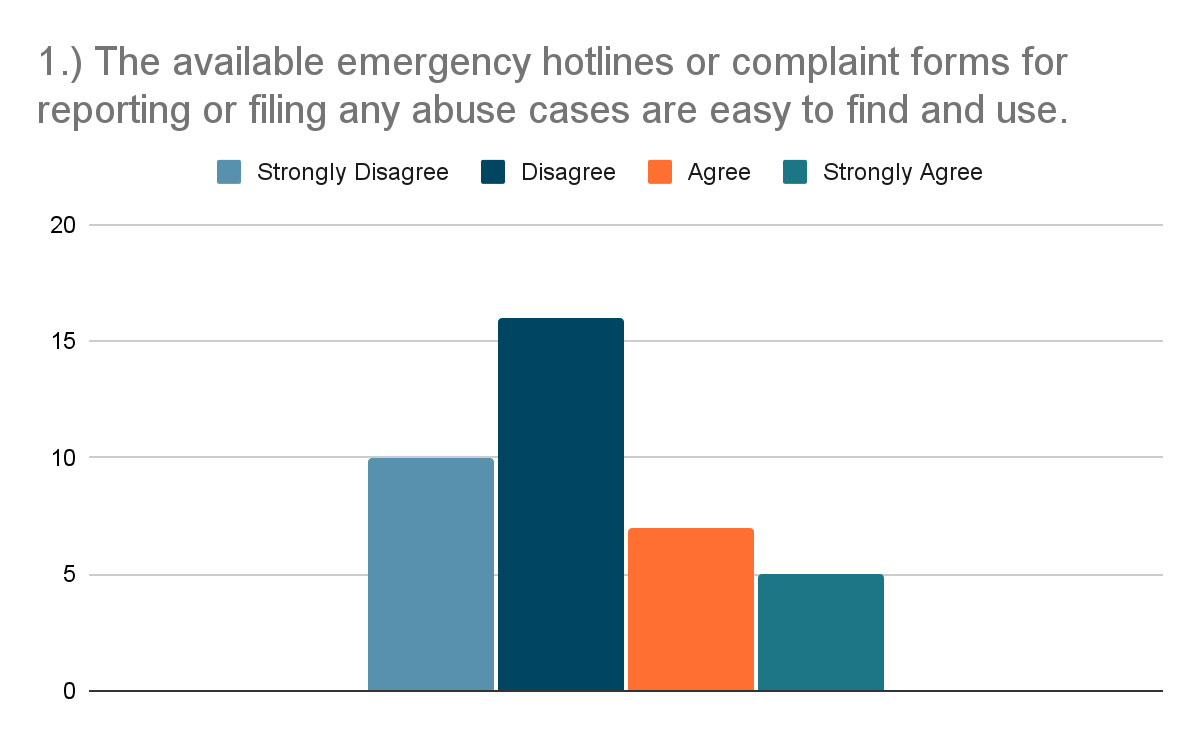 1.) The available emergency hotlines or complaint forms for
reporting or filing any abuse cases are easy to find and use.
Strongly Disagree Disagree Agree Strongly Agree
20
15
10
5
0